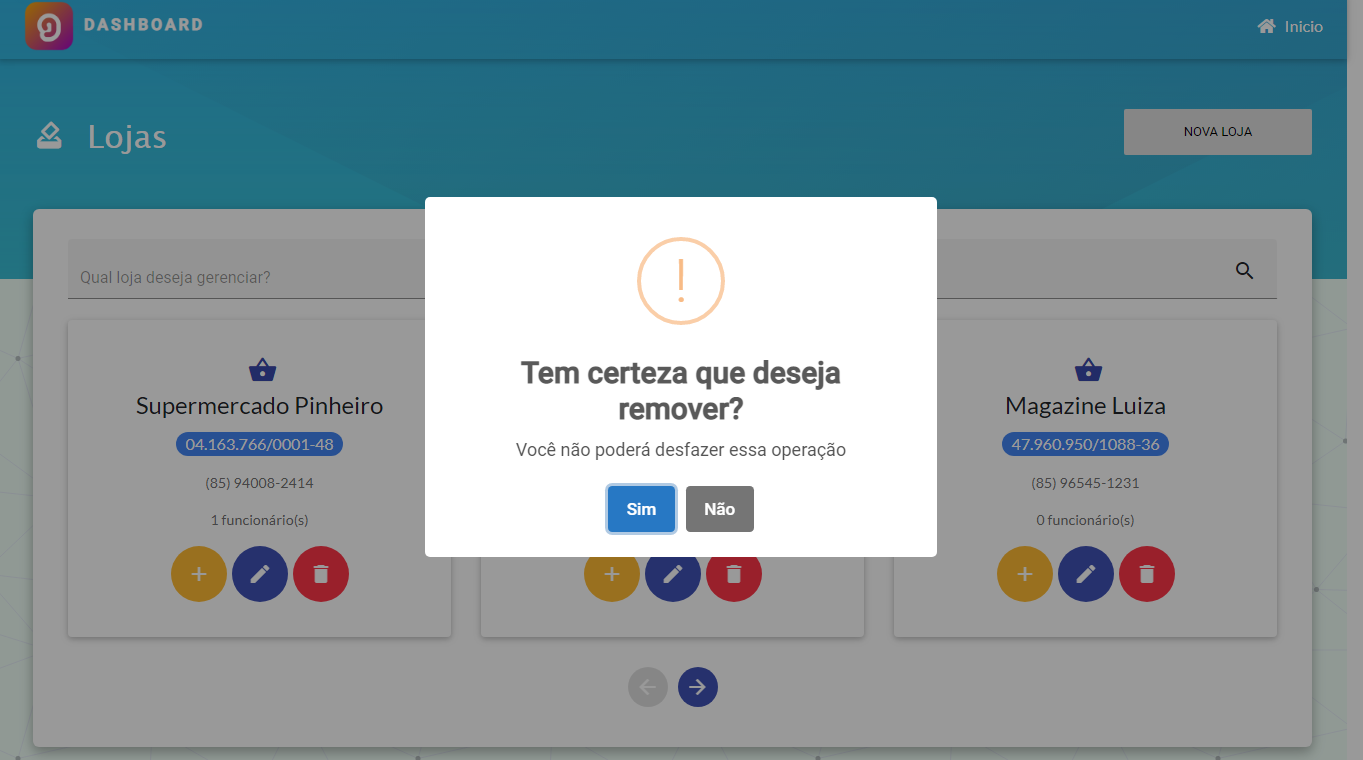 DASHBOARD
Inicio
Lojas
NOVA LOJA
Qual loja deseja gerenciar?
Tem certeza que deseja
remover?
Você não poderá desfazer essa operação
Sim
Não
Supermercado Pinheiro
04.163.766/0001-48
(85) 94008-2414
1 funcionário(s)
Magazine Luiza
47.960.950/1088-36
(85) 96545-1231
0 funcionário(s)